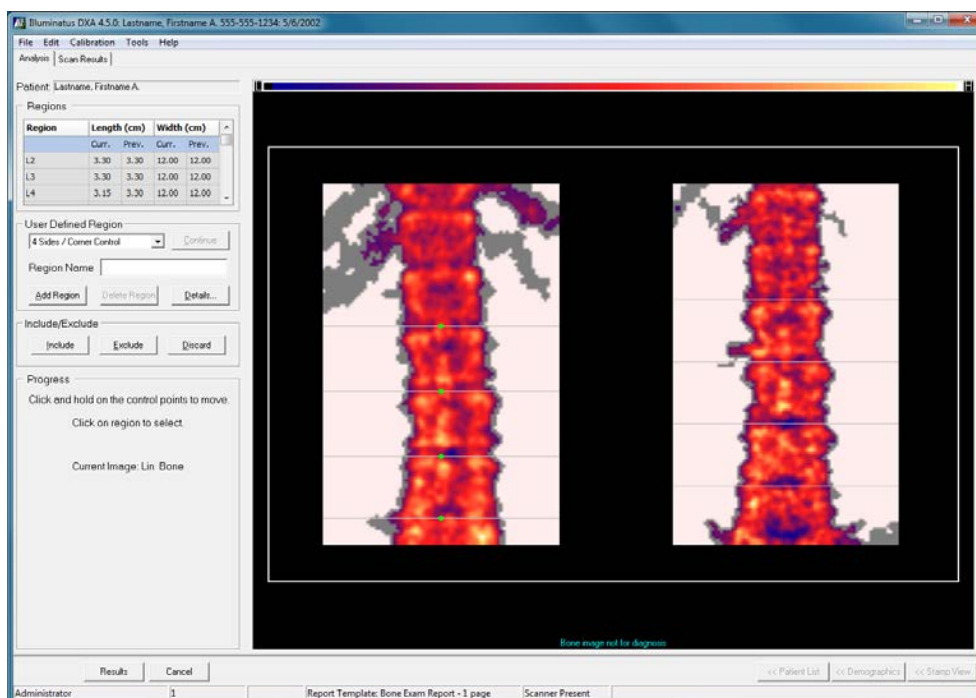 Illuminatus DXA 4.5.0: Lastname, Firstname A. 555-555-1234: 5/6/2002
File Edit Calibration Tools Help
Analysis Scan Results
Patient: Lastname, Firstname A.
L H
Regions
Region Length (cm) Width (cm)
Curr. Prev. Curr. Prev.
L2 3.30 3.30 12.00 12.00
L3 3.30 3.30 12.00 12.00
L4 3.15 3.30 12.00 12.00
User Defined Region
4 Sides / Corner Control Continue
Region Name
Add Region Delete Region Details...
Include/Exclude
Include Exclude Discard
Progress
Click and hold on the control points to move.
Click on region to select.
Current Image: Lin Bone
Bone image not for diagnosis
Results Cancel << Patient List << Demographics << Stamp View
Administrator 1 Report Template: Bone Exam Report - 1 page Scanner Present